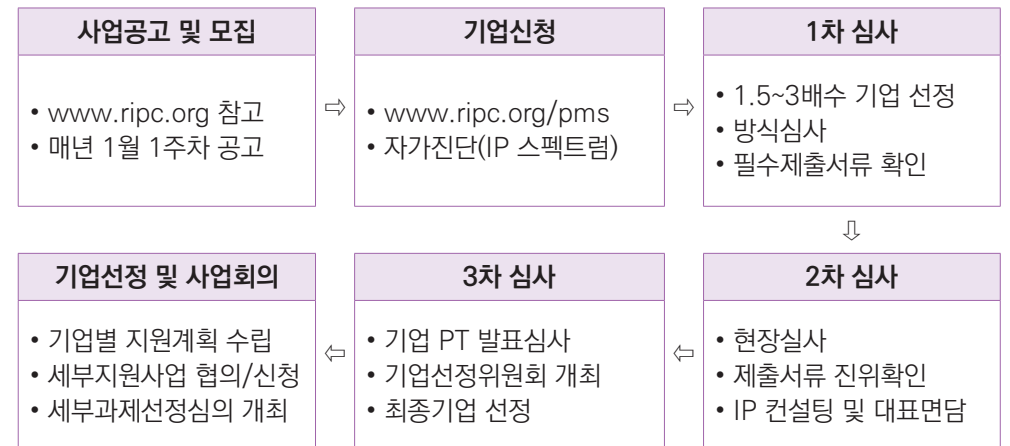 사업공고 및 모집
• www.ripc.org 참고
• 매년 1월 1주차 공고
⇨
기업신청
• www.ripc.org/pms
• 자가진단(IP 스펙트럼)
⇨
1차 심사
• 1.5~3배수 기업 선정
• 방식심사
• 필수제출서류 확인
⇩
2차 심사
• 현장실사
• 제출서류 진위확인
• IP 컨설팅 및 대표면담
⇦
3차 심사
• 기업 PT 발표심사
• 기업선정위원회 개최
• 최종기업 선정
⇦
기업선정 및 사업회의
• 기업별 지원계획 수립
• 세부지원사업 협의/신청
• 세부과제선정심의 개최